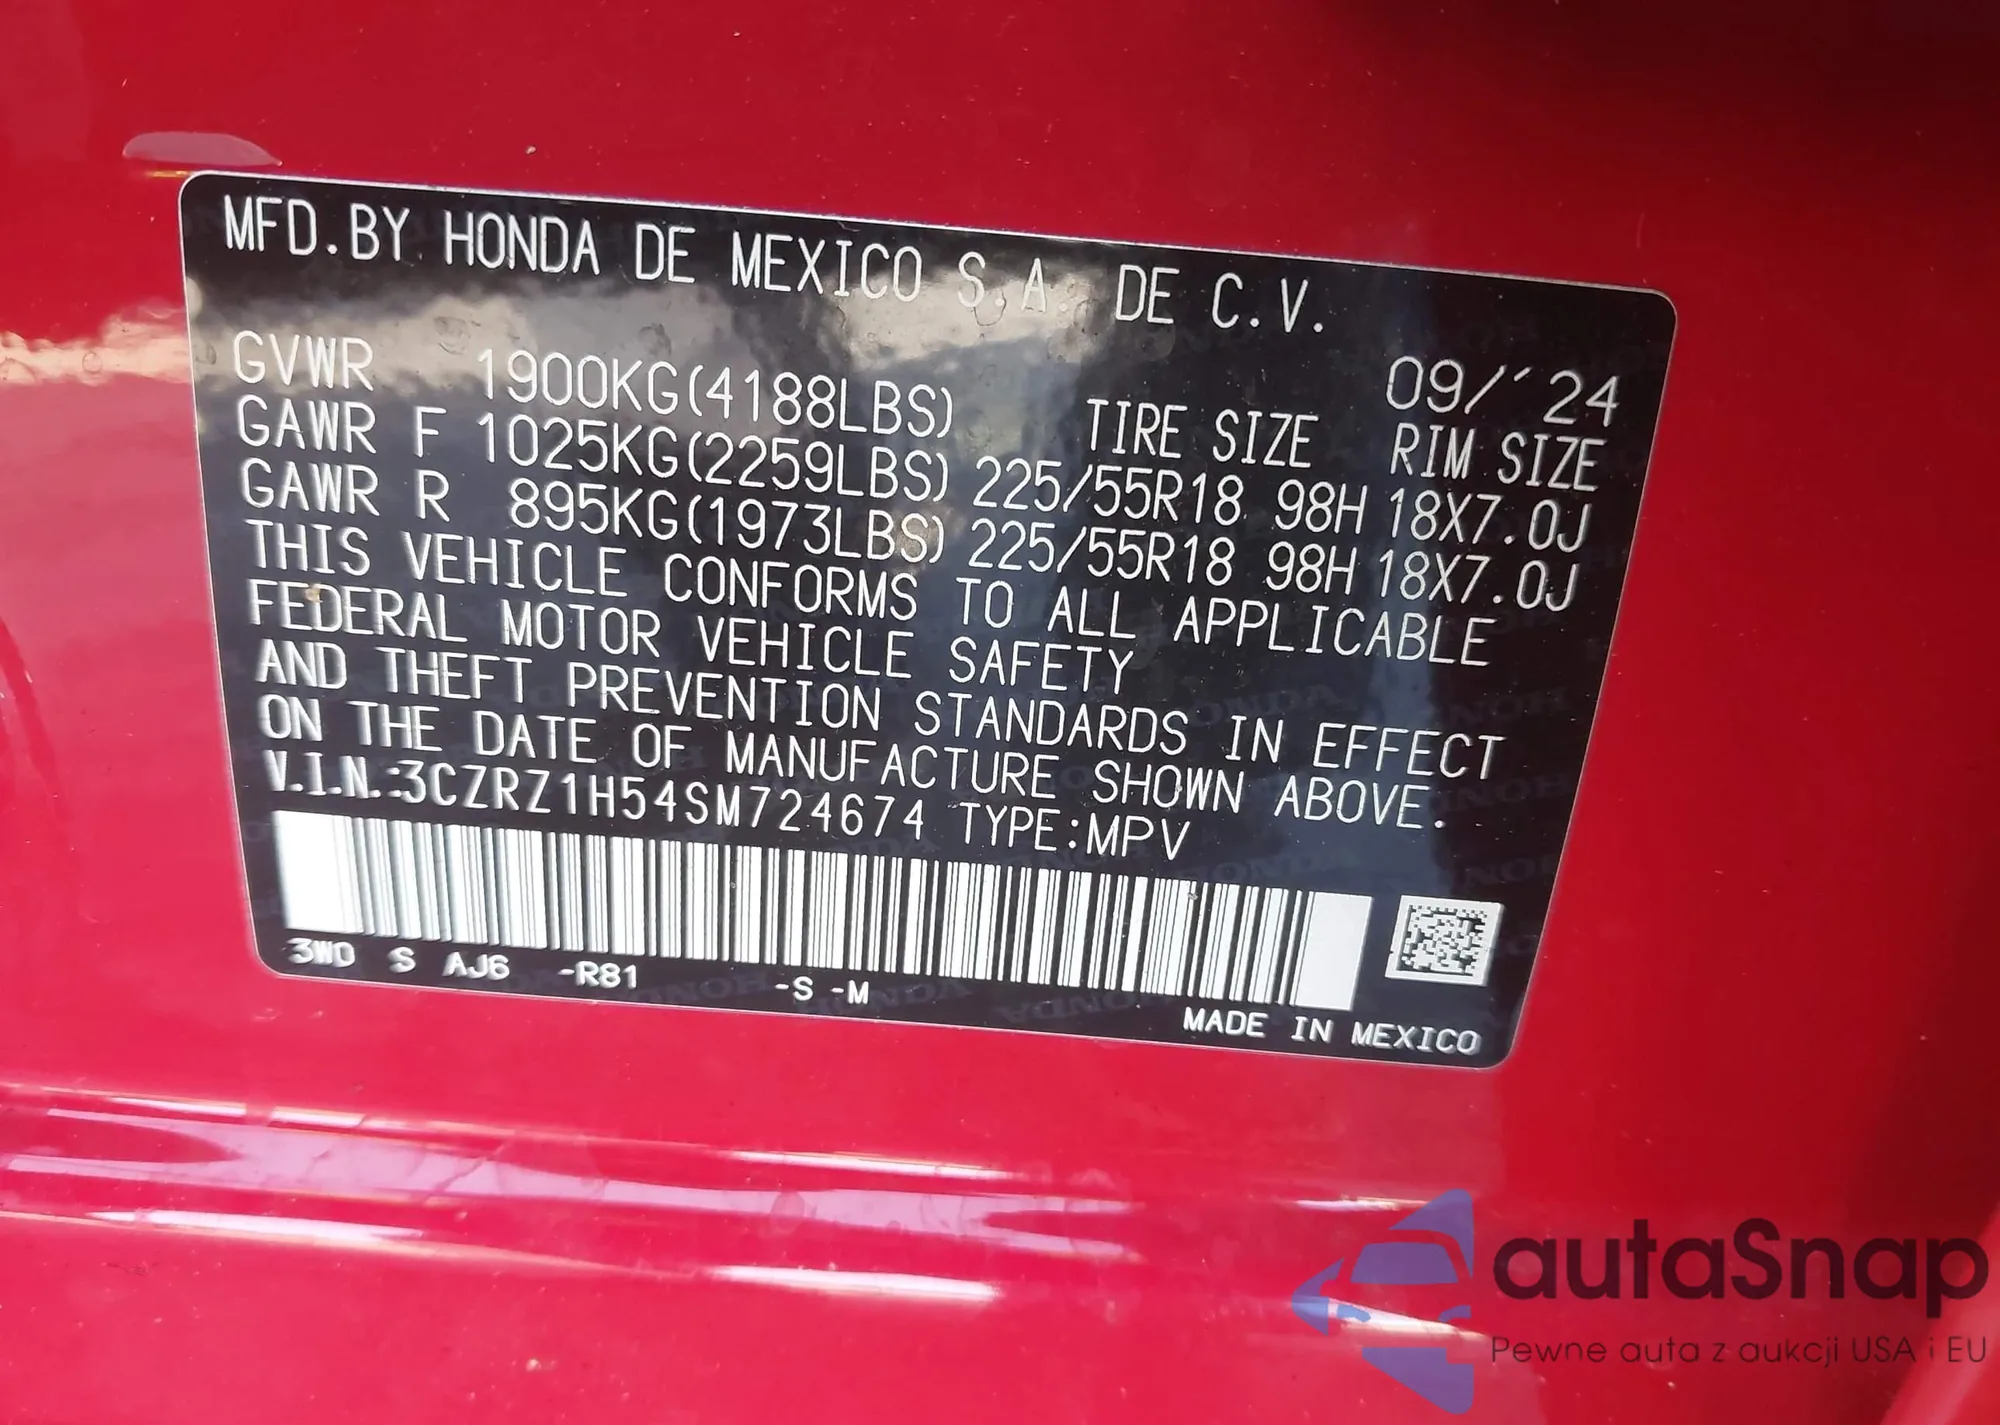 MFD.BY HONDA DE MEXICO S.A. DE C.V.
09/´24
GVWR 1900KG(4188LBS) TIRE SIZE RIM SIZE
GAWR F 1025KG(2259LBS) 225/55R18 98H 18X7.0J
GAWR R 895KG(1973LBS) 225/55R18 98H 18X7.0J
THIS VEHICLE CONFORMS TO ALL APPLICABLE
FEDERAL MOTOR VEHICLE SAFETY
AND THEFT PREVENTION STANDARDS IN EFFECT
ON THE DATE OF MANUFACTURE SHOWN ABOVE.
V.I.N.:3CZRZ1H54SM724674 TYPE:MPV
3W0 S AJ6 -R81 -S -M
MADE IN MEXICO
autaSnap
Pewne auta z aukcji USA i EU